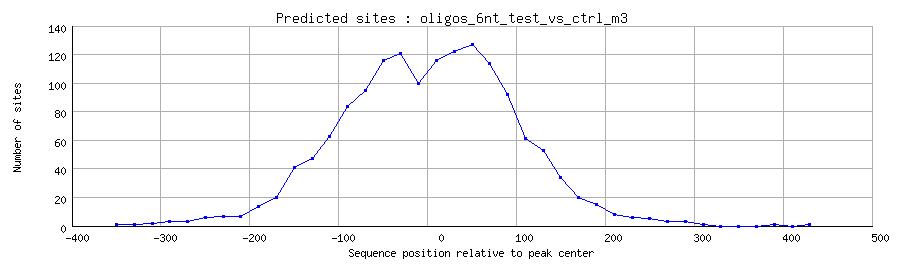 Predicted sites : oligos_6nt_test_vs_ctrl_m3
140
120
100
80
60
40
20
0
Number of sites
-400 -300 -200 -100 0 100 200 300 400 500
Sequence position relative to peak center